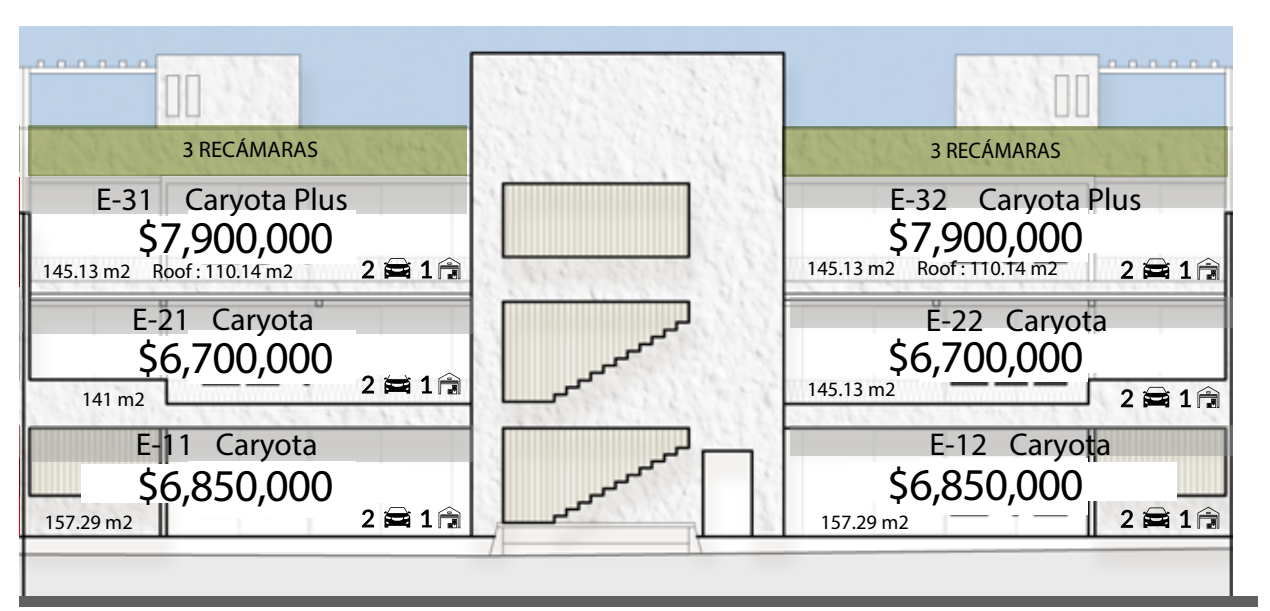 3 RECÁMARAS
E-31 Caryota Plus
$7,900,000
145.13 m2 Roof : 110.14 m2 2 1
E-21 Caryota
$6,700,000
141 m2 2 1
E-11 Caryota
$6,850,000
157.29 m2 2 1
3 RECÁMARAS
E-32 Caryota Plus
$7,900,000
145.13 m2 Roof : 110.14 m2 2 1
E-22 Caryota
$6,700,000
145.13 m2 2 1
E-12 Caryota
$6,850,000
157.29 m2 2 1